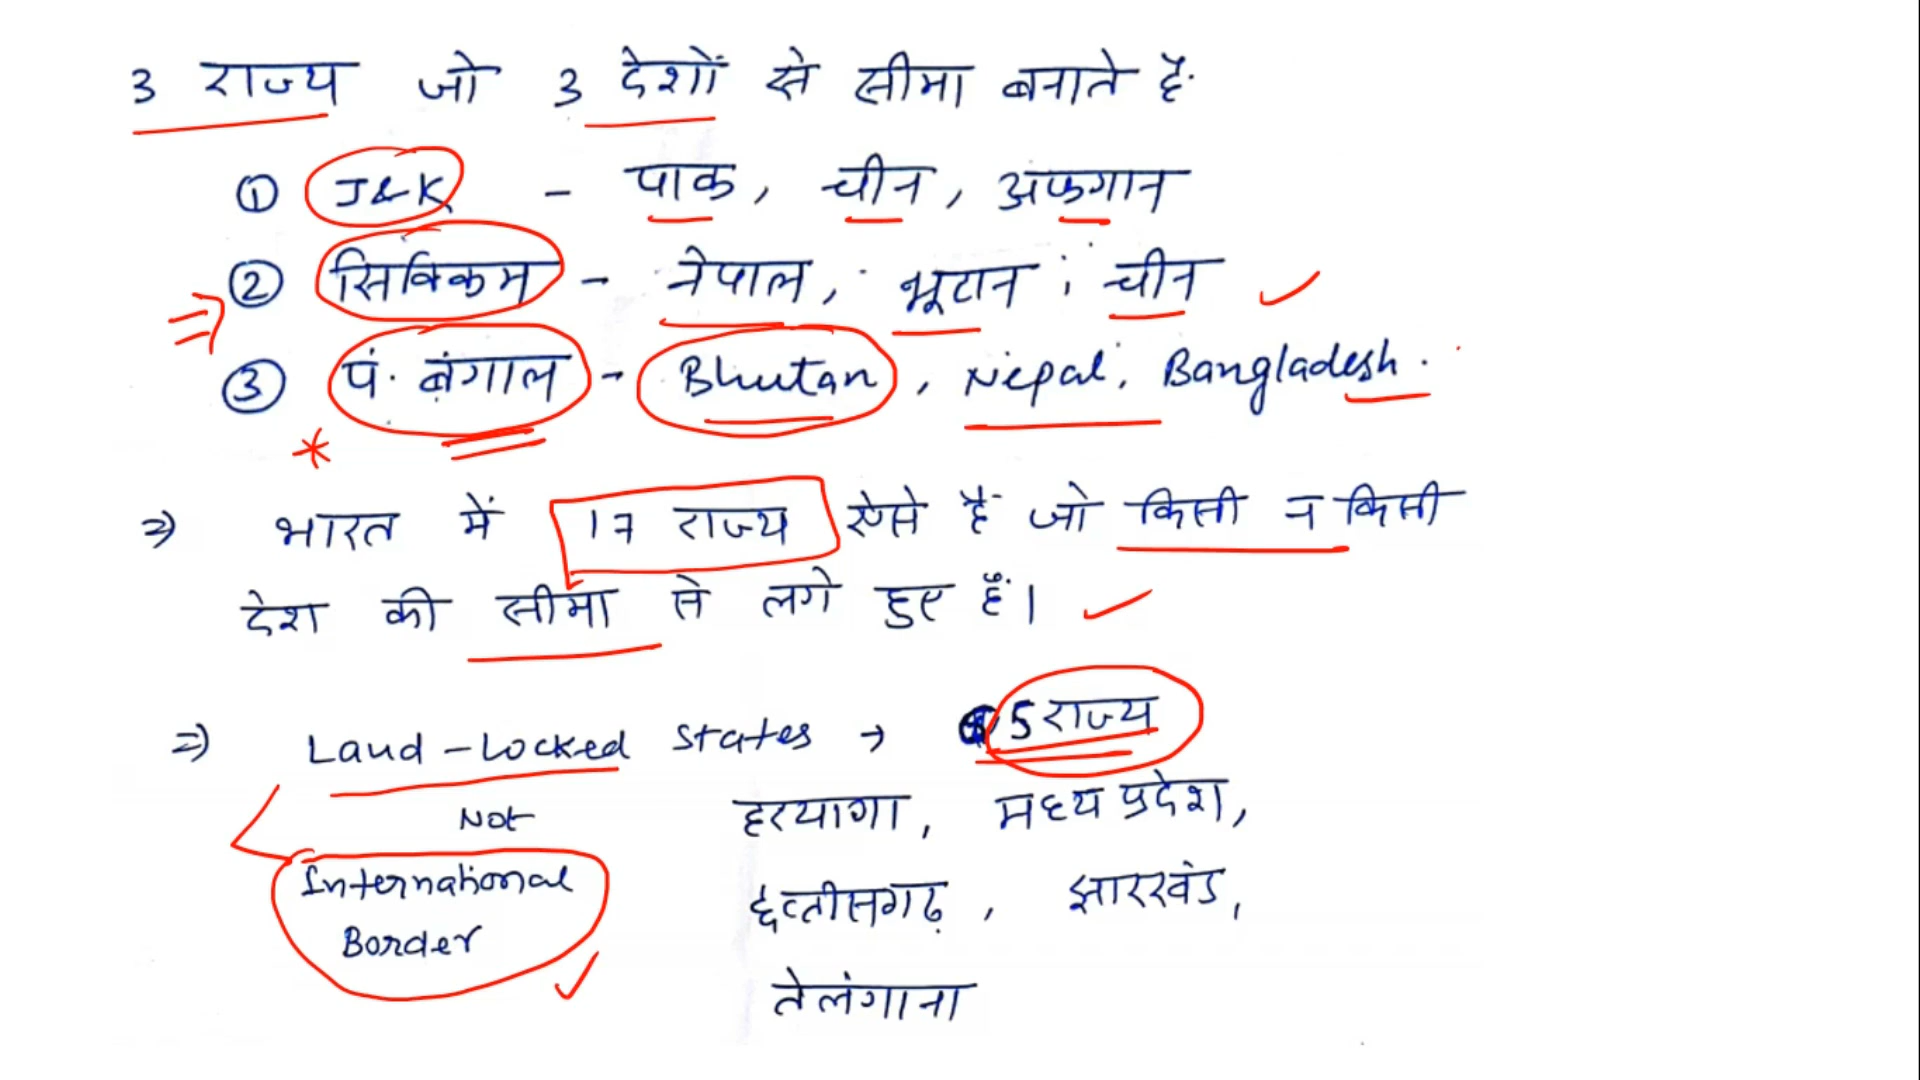 3 राज्य जो 3 देशों से सीमा बनाते हैं
① J&K - पाक, चीन, अफगान
② सिक्किम - नेपाल, भूटान, चीन
③ पं. बंगाल - Bhutan, Nepal, Bangladesh.
⇒ भारत में 17 राज्य ऐसे हैं जो किसी न किसी
देश की सीमा से लगे हुए हैं।
⇒ Land-Locked States → 5 राज्य
Not हरयाणा, मध्य प्रदेश,
International छत्तीसगढ़, झारखंड,
Border
तेलंगाना